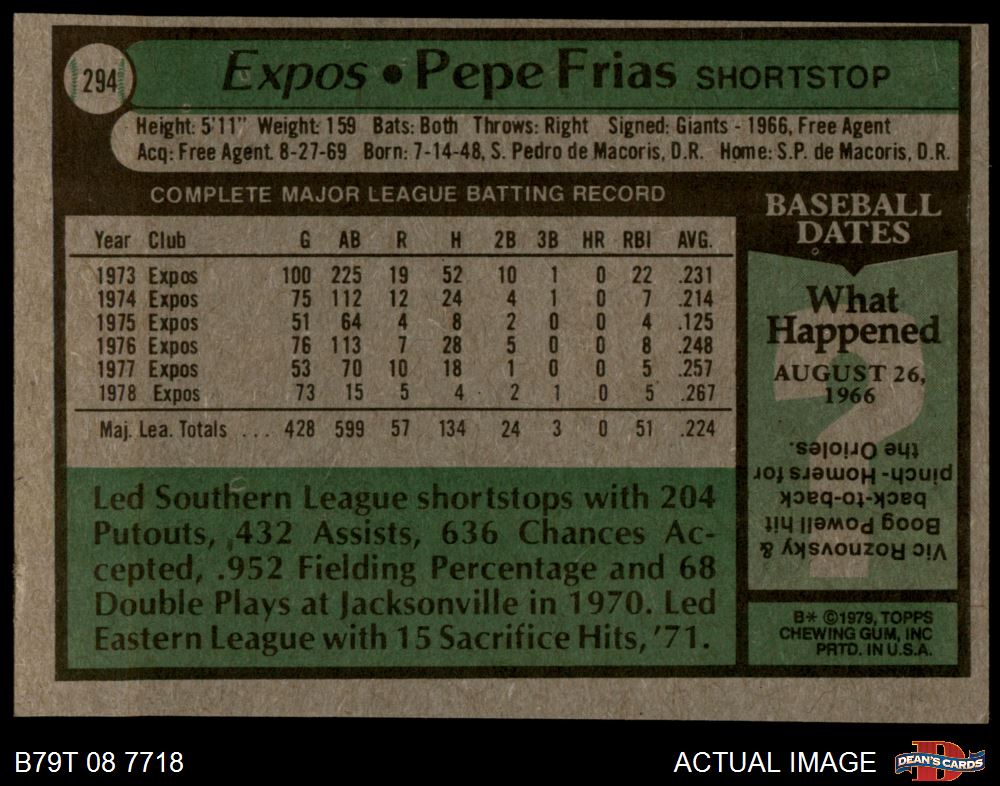 294
Expos • Pepe Frias SHORTSTOP
Height: 5'11" Weight: 159 Bats: Both Throws: Right Signed: Giants - 1966, Free Agent
Acq: Free Agent. 8-27-69 Born: 7-14-48, S. Pedro de Macoris, D.R. Home: S.P. de Macoris, D.R.
COMPLETE MAJOR LEAGUE BATTING RECORD
Year Club G AB R H 2B 3B HR RBI AVG.
1973 Expos 100 225 19 52 10 1 0 22 .231
1974 Expos 75 112 12 24 4 1 0 7 .214
1975 Expos 51 64 4 8 2 0 0 4 .125
1976 Expos 76 113 7 28 5 0 0 8 .248
1977 Expos 53 70 10 18 1 0 0 5 .257
1978 Expos 73 15 5 4 2 1 0 5 .267
Maj. Lea. Totals ... 428 599 57 134 24 3 0 51 .224
Led Southern League shortstops with 204
Putouts, 432 Assists, 636 Chances Ac-
cepted, .952 Fielding Percentage and 68
Double Plays at Jacksonville in 1970. Led
Eastern League with 15 Sacrifice Hits, '71.
BASEBALL
DATES
What
Happened
AUGUST 26,
1966
?
Vic Roznovsky &
Boog Powell hit
back-to-back
pinch-Homers for
the Orioles.
B* ©1979, TOPPS
CHEWING GUM, INC
PRTD. IN U.S.A.
B79T 08 7718
ACTUAL IMAGE
D
DEAN'S CARDS